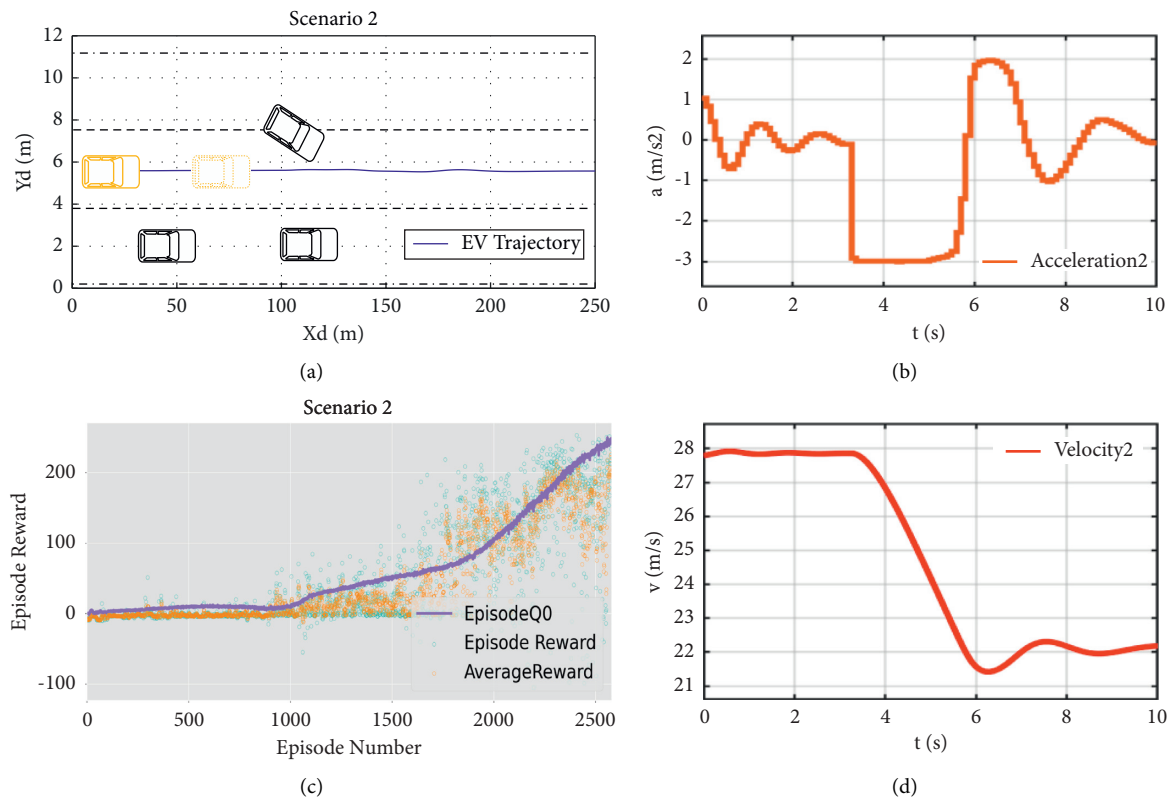 Scenario 2
12
10
8
6
4
2
0
Yd (m)
EV Trajectory
0 50 100 150 200 250
Xd (m)
(a)
2
1
0
-1
-2
-3
a (m/s2)
Acceleration2
0 2 4 6 8 10
t (s)
(b)
Scenario 2
200
100
0
-100
Episode Reward
EpisodeQ0
Episode Reward
AverageReward
0 500 1000 1500 2000 2500
Episode Number
(c)
28
27
26
25
24
23
22
21
v (m/s)
Velocity2
0 2 4 6 8 10
t (s)
(d)